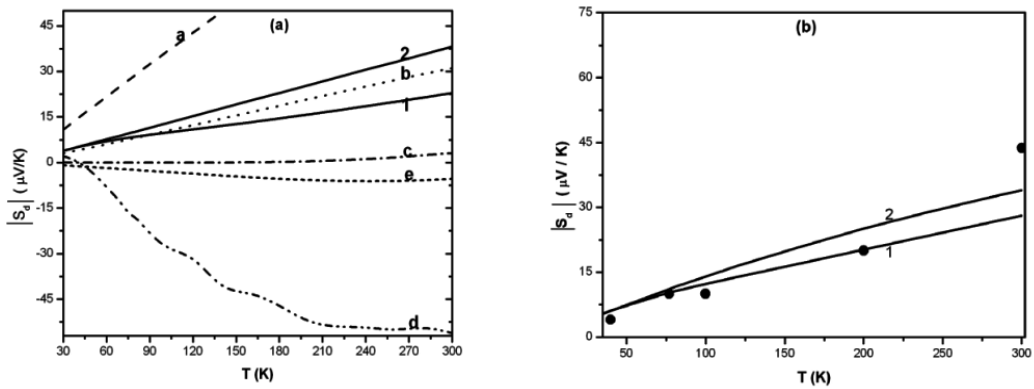 (a)
45
30
15
0
-15
-30
-45
|S_d| ( μV/K)
a
2
b
1
c
e
d
30 60 90 120 150 180 210 240 270 300
T (K)
(b)
75
60
45
30
15
0
|S_d| ( μV / K)
2
1
50 100 150 200 250 300
T (K)